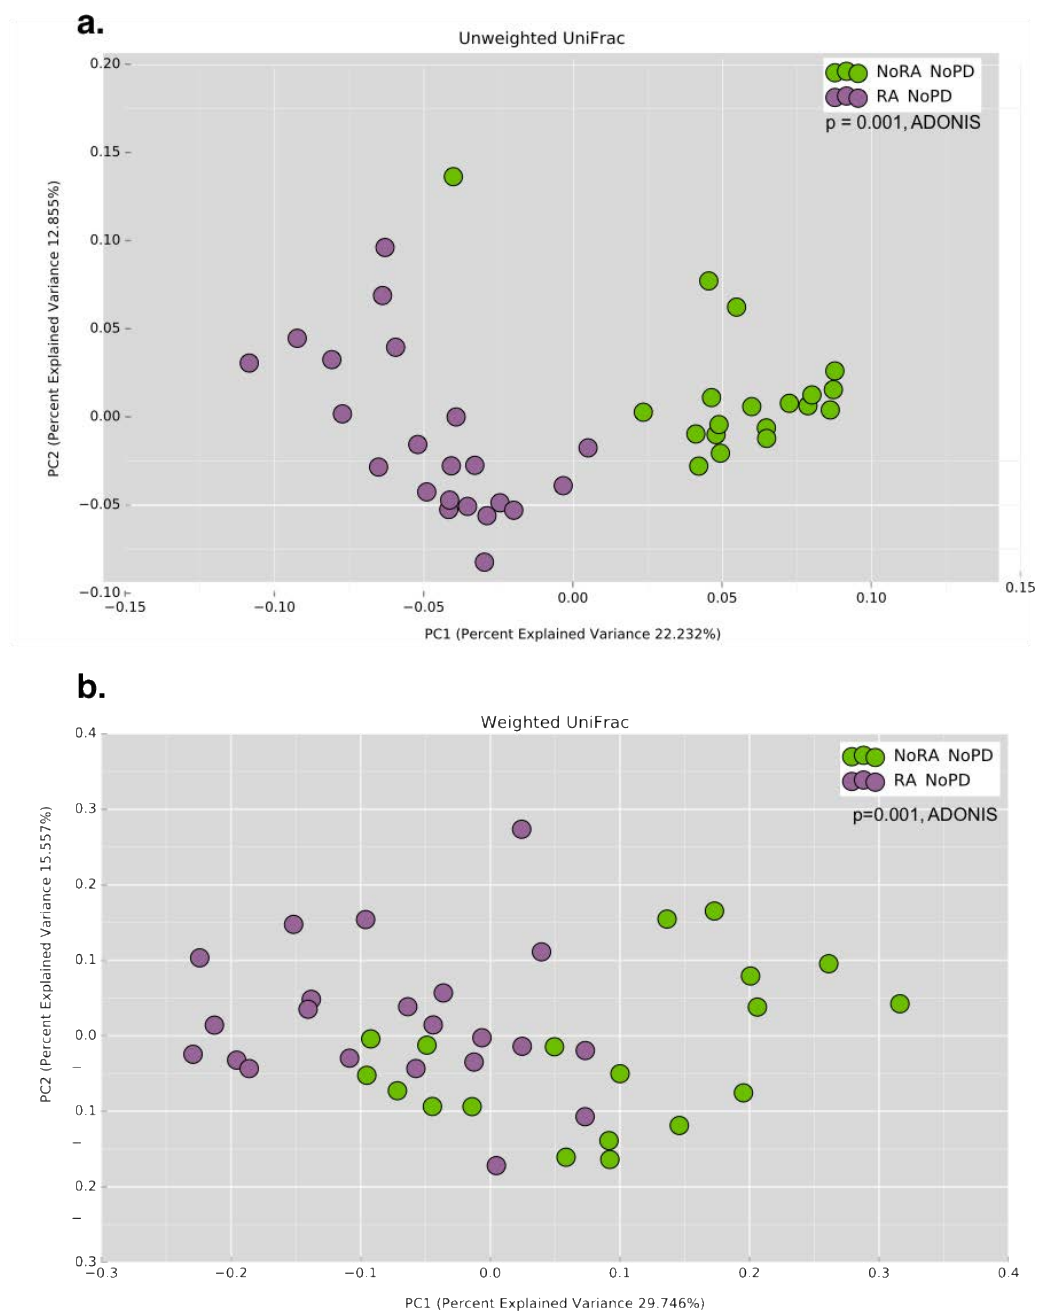 a.
Unweighted UniFrac
NoRA NoPD
RA NoPD
p = 0.001, ADONIS
PC2 (Percent Explained Variance 12.855%)
0.20
0.15
0.10
0.05
0.00
−0.05
−0.10
−0.15
−0.10
−0.05
0.00
0.05
0.10
0.15
PC1 (Percent Explained Variance 22.232%)
b.
Weighted UniFrac
NoRA NoPD
RA NoPD
p=0.001, ADONIS
PC2 (Percent Explained Variance 15.557%)
0.4
0.3
0.2
0.1
0.0
−
0.1
−
0.2
−
0.3
−0.3
−0.2
−0.1
0.0
0.1
0.2
0.3
0.4
PC1 (Percent Explained Variance 29.746%)